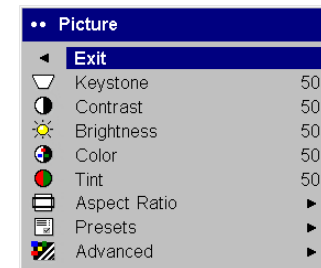 Picture
Exit
Keystone 50
Contrast 50
Brightness 50
Color 50
Tint 50
Aspect Ratio
Presets
Advanced